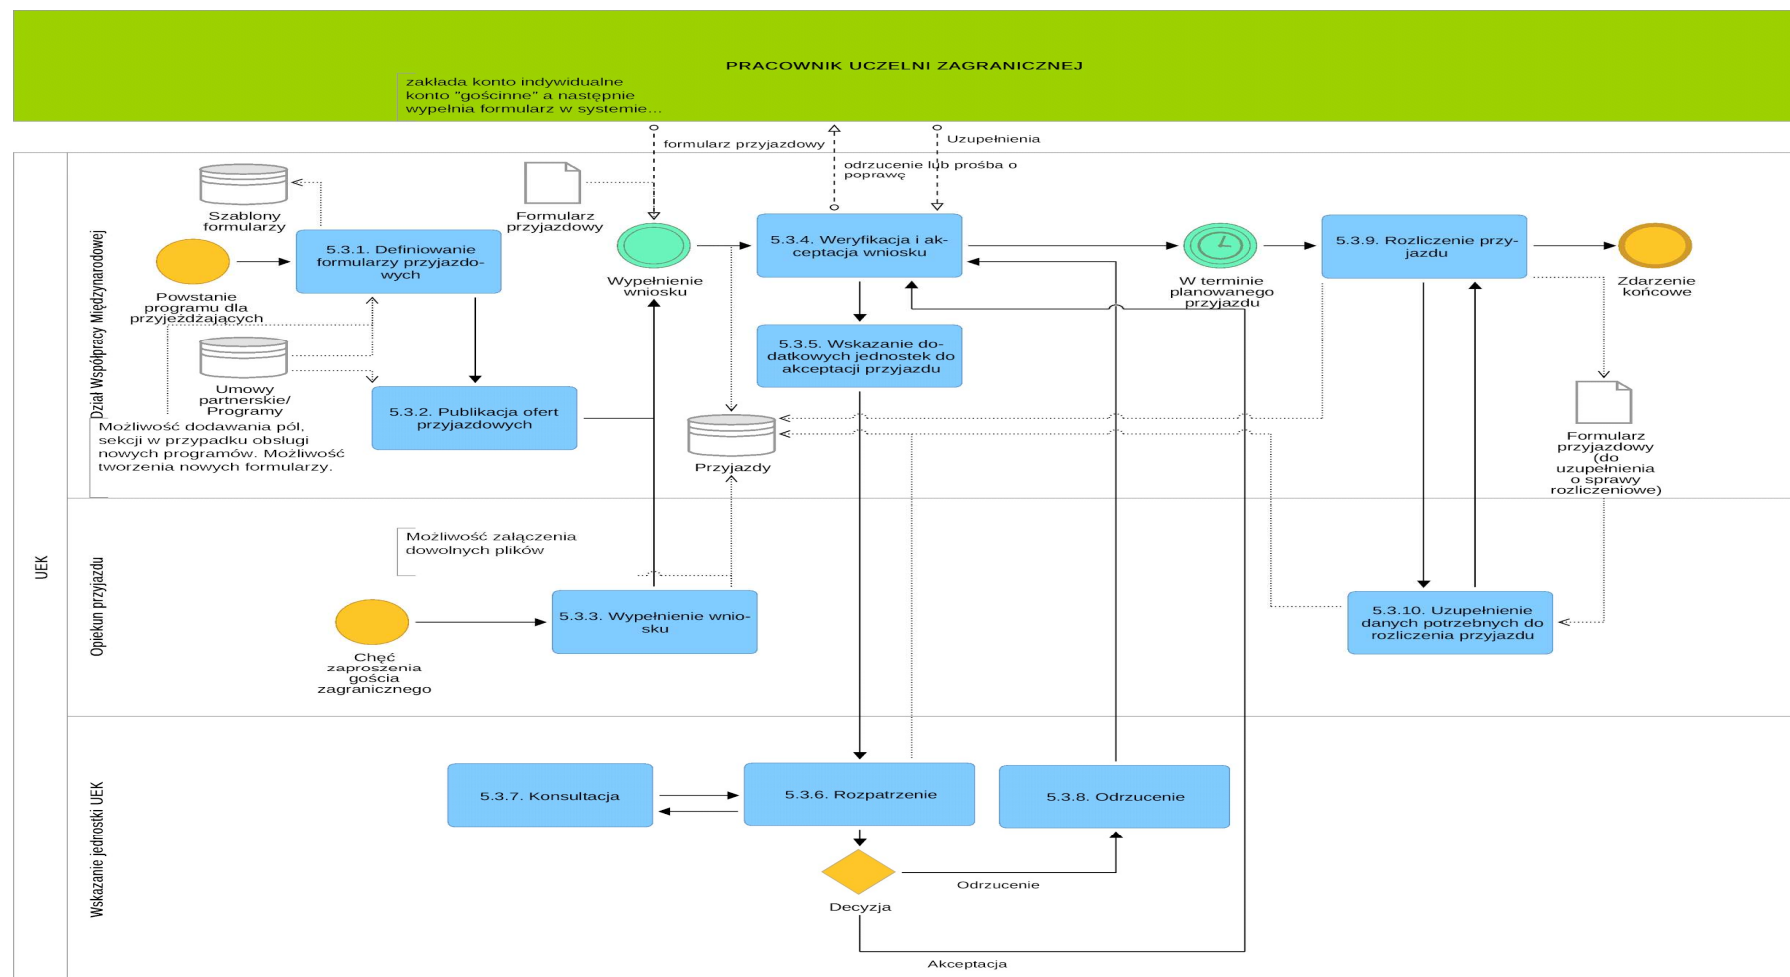 PRACOWNIK UCZELNI ZAGRANICZNEJ
zakłada konto indywidualne
konto "gościnne" a następnie
wypełnia formularz w systemie...
formularz przyjazdowy
odrzucenie lub prośba o
poprawę
Uzupełnienia
UEK
Dział Współpracy Międzynarodowej
Szablony
formularzy
Formularz
przyjazdowy
Powstanie
programu dla
przyjeżdżających
5.3.1. Definiowanie
formularzy przyjazdo-
wych
Wypełnienie
wniosku
5.3.4. Weryfikacja i ak-
ceptacja wniosku
W terminie
planowanego
przyjazdu
5.3.9. Rozliczenie przy-
jazdu
Zdarzenie
końcowe
Umowy
partnerskie/
Programy
5.3.2. Publikacja ofert
przyjazdowych
5.3.5. Wskazanie do-
datkowych jednostek do
akceptacji przyjazdu
Możliwość dodawania pól,
sekcji w przypadku obsługi
nowych programów. Możliwość
tworzenia nowych formularzy.
Przyjazdy
Formularz
przyjazdowy
(do
uzupełnienia
o sprawy
rozliczeniowe)
Opiekun przyjazdu
Możliwość załączenia
dowolnych plików
Chęć
zaproszenia
gościa
zagranicznego
5.3.3. Wypełnienie wnio-
sku
5.3.10. Uzupełnienie
danych potrzebnych do
rozliczenia przyjazdu
Wskazanie jednostki UEK
5.3.7. Konsultacja
5.3.6. Rozpatrzenie
5.3.8. Odrzucenie
Odrzucenie
Decyzja
Akceptacja